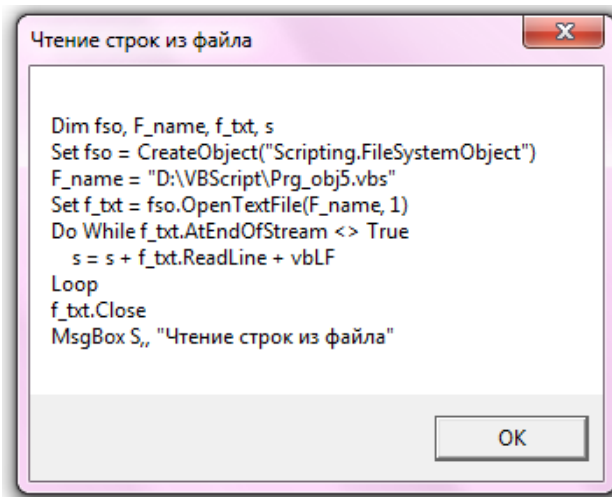 Чтение строк из файла
Dim fso, F_name, f_txt, s
Set fso = CreateObject("Scripting.FileSystemObject")
F_name = "D:\VBScript\Prg_obj5.vbs"
Set f_txt = fso.OpenTextFile(F_name, 1)
Do While f_txt.AtEndOfStream <> True
    s = s + f_txt.ReadLine + vbLF
Loop
f_txt.Close
MsgBox S,, "Чтение строк из файла"
OK